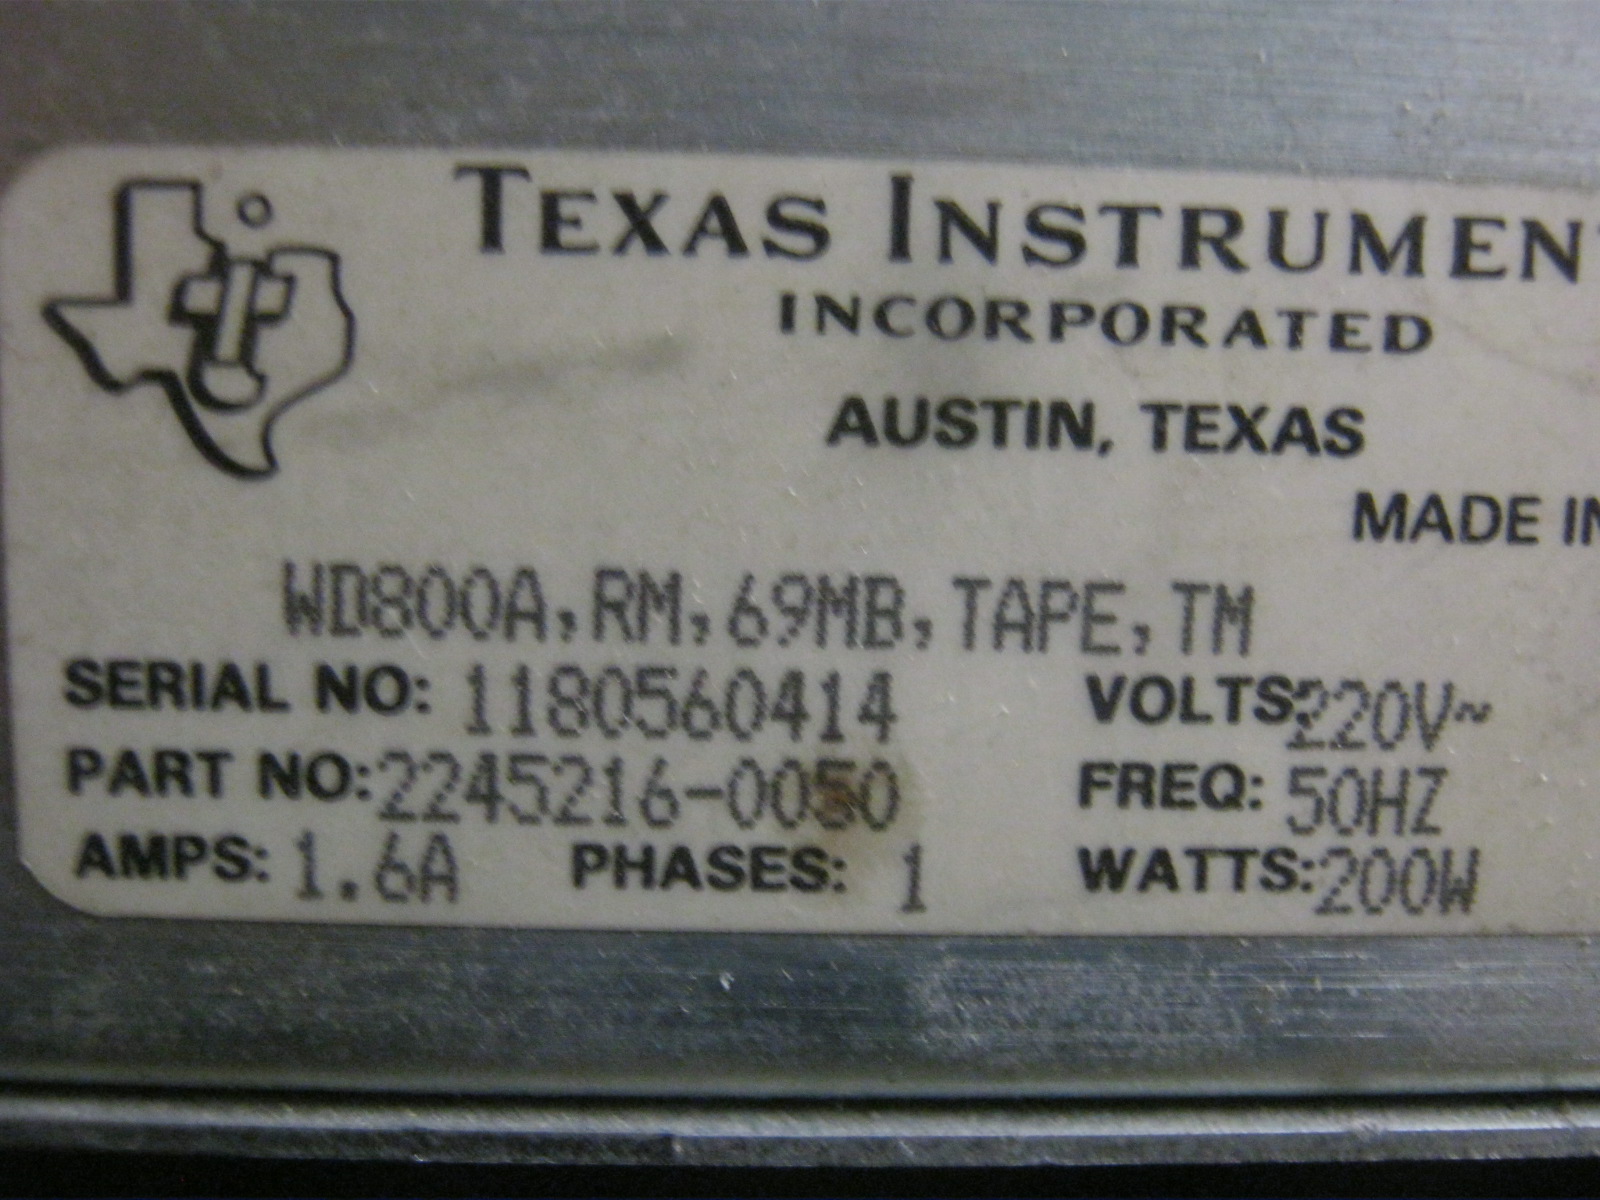 TEXAS INSTRUMEN
INCORPORATED
AUSTIN, TEXAS
MADE IN
WD800A,RM,69MB,TAPE,TM
SERIAL NO: 1180560414 VOLTS:220V~
PART NO:2245216-0050 FREQ: 50HZ
AMPS: 1.6A PHASES: 1 WATTS:200W